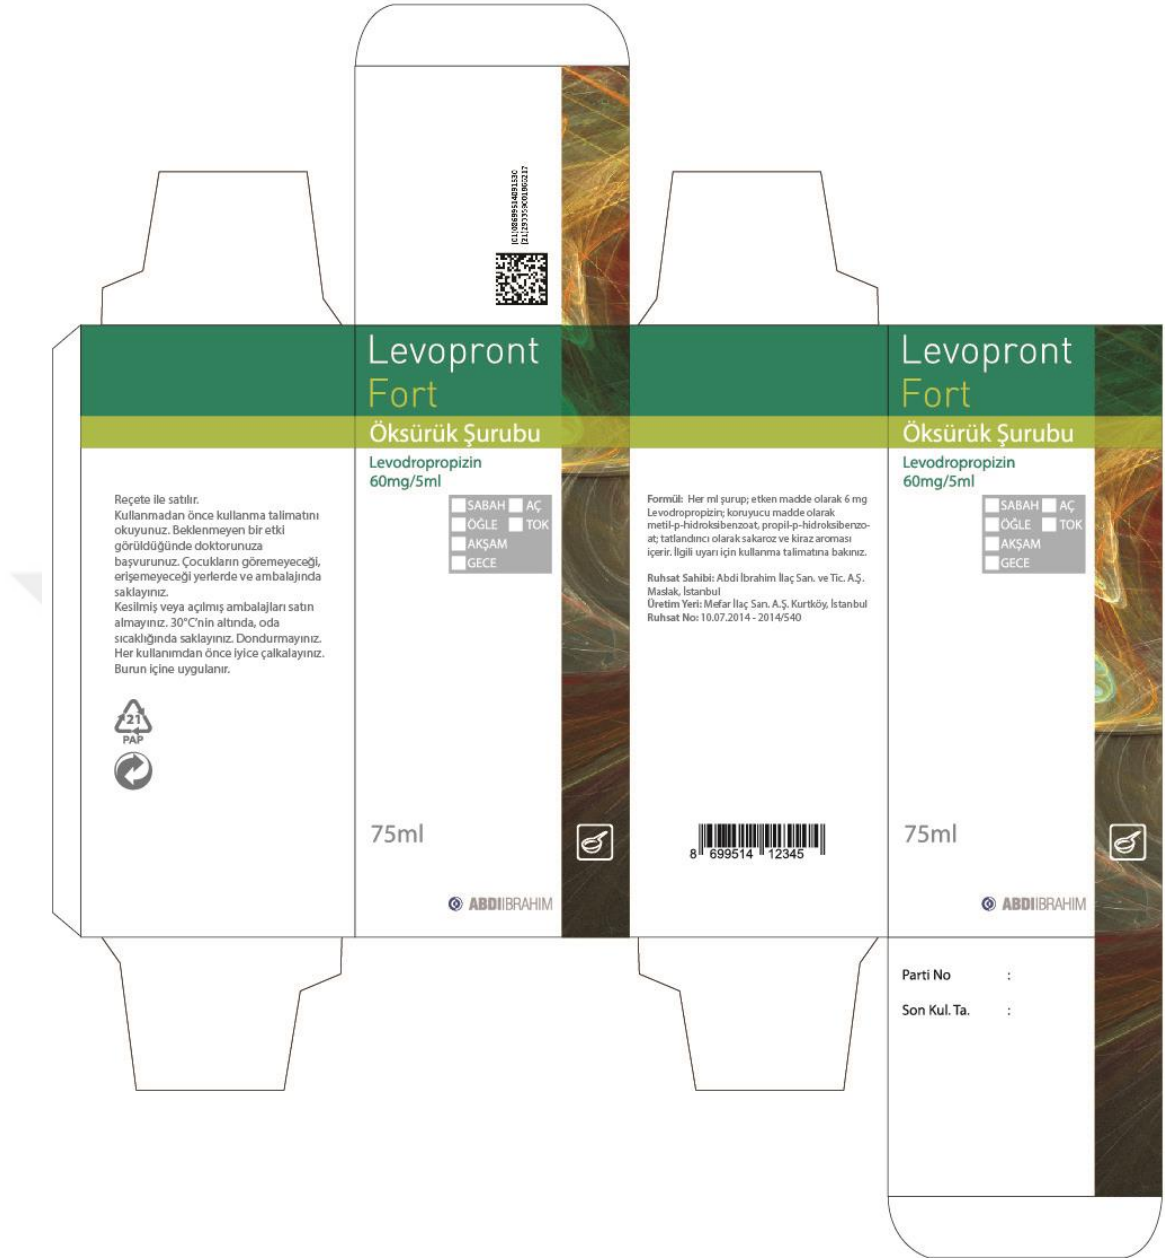 Levopront
Fort
Öksürük Şurubu
Levodropropizin
60mg/5ml
SABAH AÇ
ÖĞLE TOK
AKŞAM
GECE
75ml
ABDIIBRAHIM
Reçete ile satılır.
Kullanmadan önce kullanma talimatını
okuyunuz. Beklenmeyen bir etki
görüldüğünde doktorunuza
başvurunuz. Çocukların göremeyeceği,
erişemeyeceği yerlerde ve ambalajında
saklayınız.
Kesilmiş veya açılmış ambalajları satın
almayınız. 30°C'nin altında, oda
sıcaklığında saklayınız. Dondurmayınız.
Her kullanımdan önce iyice çalkalayınız.
Burun içine uygulanır.
21
PAP
Formül: Her ml şurup; etken madde olarak 6 mg
Levodropizin; koruyucu madde olarak
metil-p-hidroksibenzoat, propil-p-hidroksibenzo-
at; tatlandırıcı olarak sakaroz ve kiraz aroması
içerir. İlgili uyarı için kullanma talimatına bakınız.
Ruhsat Sahibi: Abdi İbrahim İlaç San. ve Tic. A.Ş.
Maslak, İstanbul
Üretim Yeri: Mefar İlaç San. A.Ş. Kurtköy, İstanbul
Ruhsat No: 10.07.2014 - 2014/540
8 699514 12345
Levopront
Fort
Öksürük Şurubu
Levodropropizin
60mg/5ml
SABAH AÇ
ÖĞLE TOK
AKŞAM
GECE
75ml
ABDIIBRAHIM
Parti No :
Son Kul. Ta. :